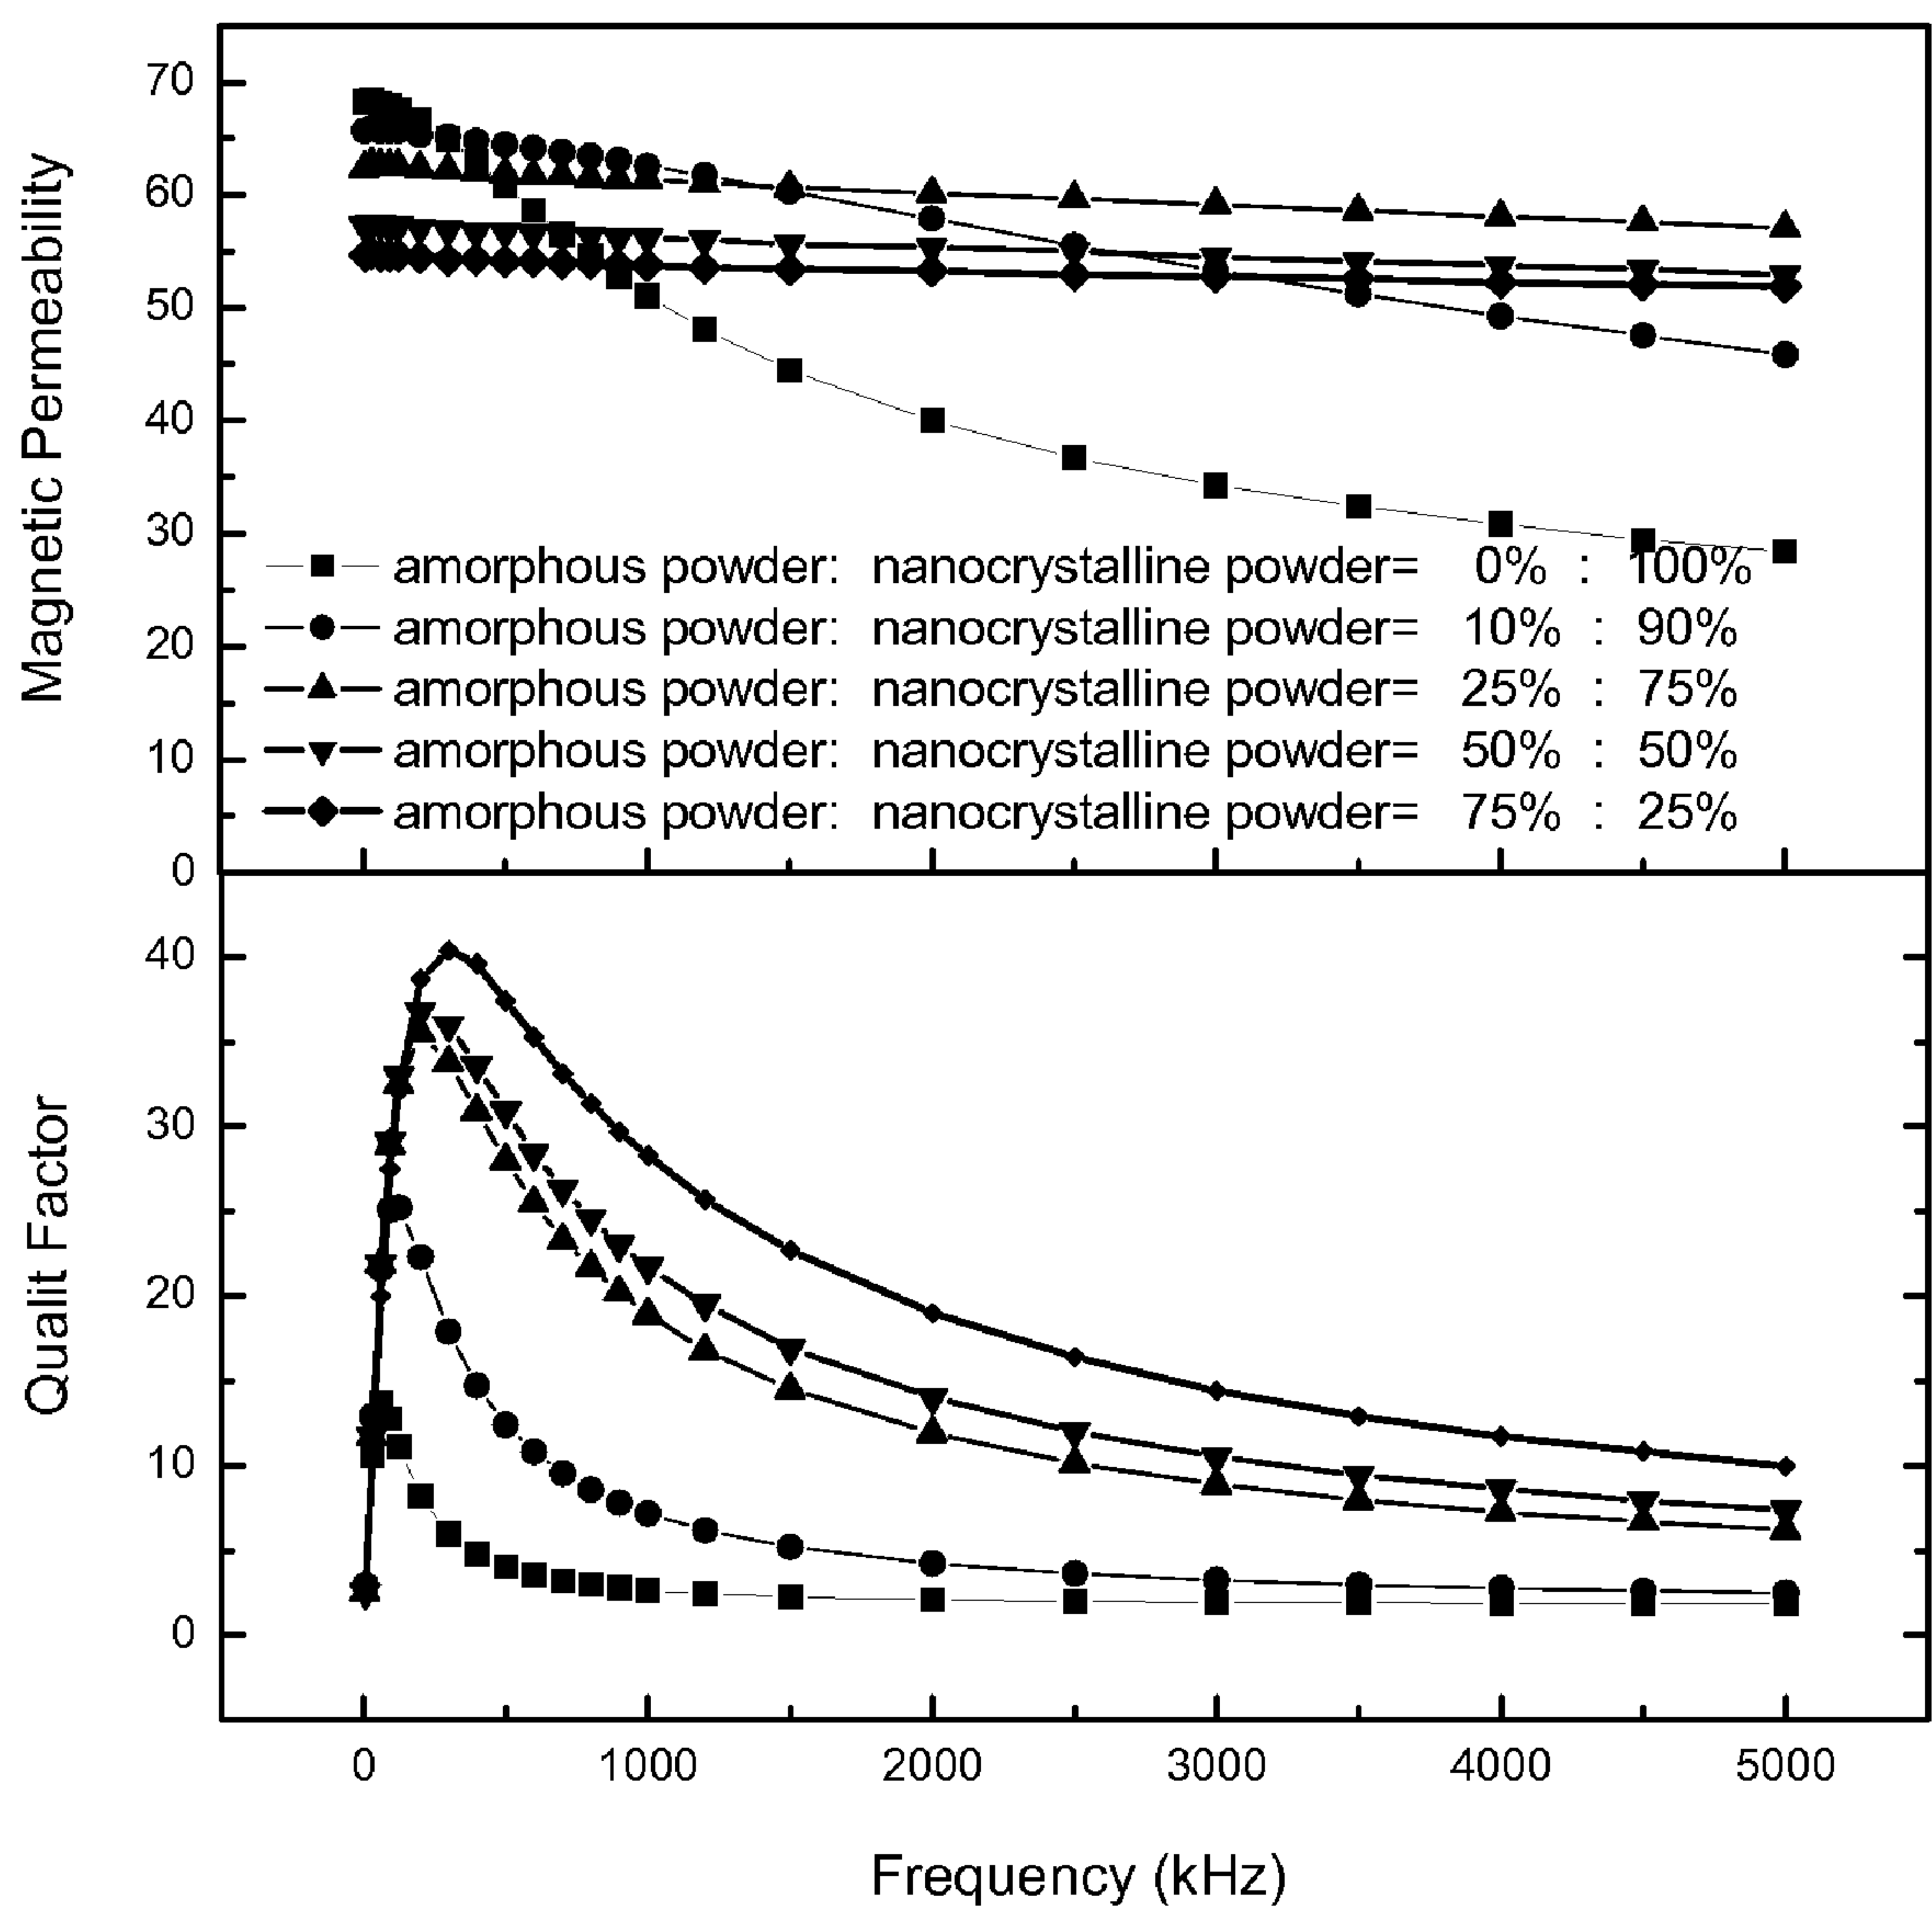 Magnetic Permeability
70
60
50
40
30
20
10
0
amorphous powder: nanocrystalline powder= 0% : 100%
amorphous powder: nanocrystalline powder= 10% : 90%
amorphous powder: nanocrystalline powder= 25% : 75%
amorphous powder: nanocrystalline powder= 50% : 50%
amorphous powder: nanocrystalline powder= 75% : 25%
Qualit Factor
40
30
20
10
0
0 1000 2000 3000 4000 5000
Frequency (kHz)